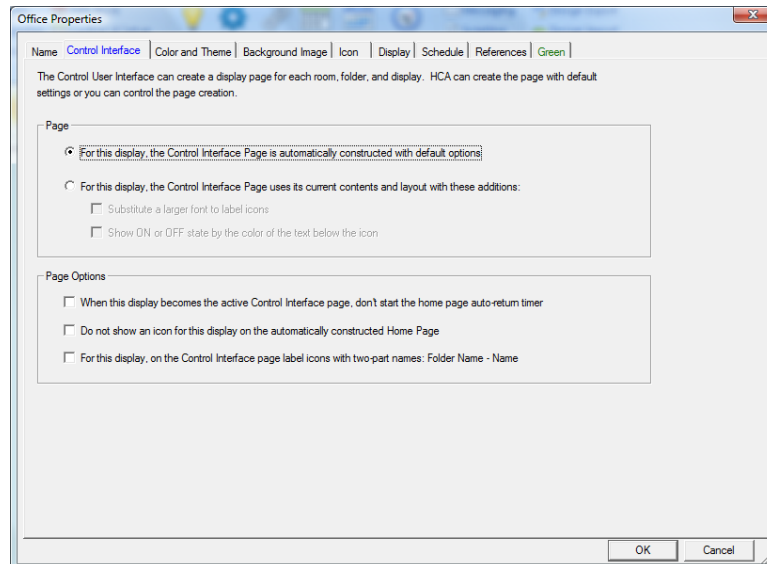 Office Properties
Name
Control Interface
Color and Theme
Background Image
Icon
Display
Schedule
References
Green
The Control User Interface can create a display page for each room, folder, and display. HCA can create the page with default
settings or you can control the page creation.
Page
For this display, the Control Interface Page is automatically constructed with default options
For this display, the Control Interface Page uses its current contents and layout with these additions:
Substitute a larger font to label icons
Show ON or OFF state by the color of the text below the icon
Page Options
When this display becomes the active Control Interface page, don't start the home page auto-return timer
Do not show an icon for this display on the automatically constructed Home Page
For this display, on the Control Interface page label icons with two-part names: Folder Name - Name
OK
Cancel